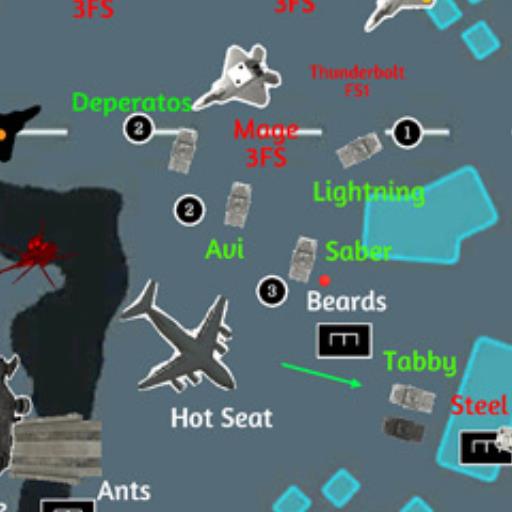 3FS
3FS
Thunderbolt
FS1
Deperatos
2
Mage
3FS
1
Lightning
2
Avi
Saber
3
Beards
Tabby
Hot Seat
Steel
Ants